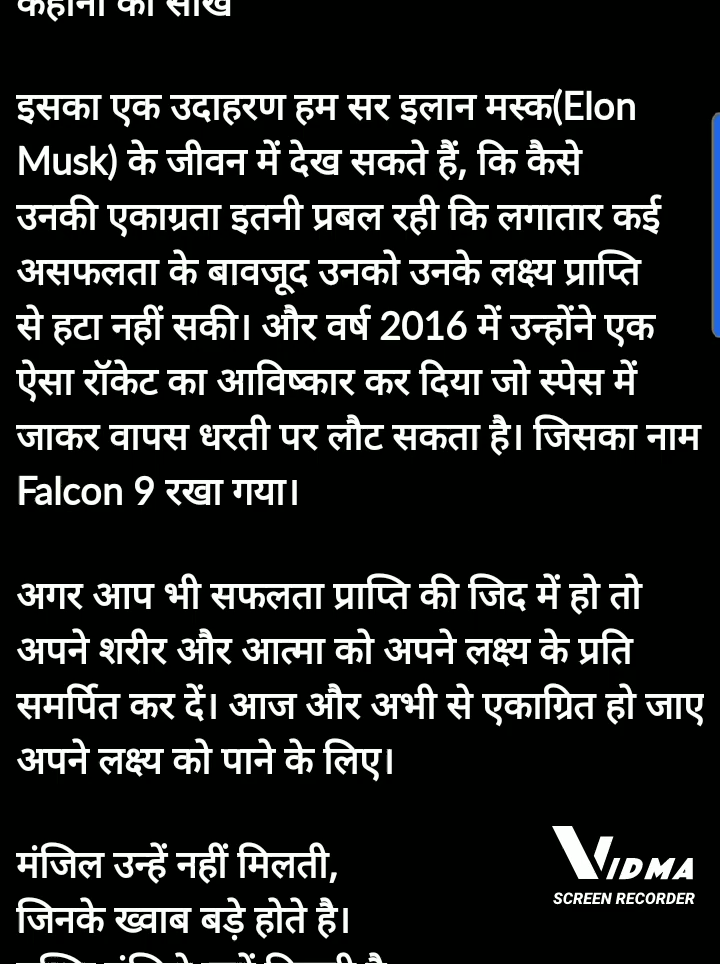 कहानी की सीख
इसका एक उदाहरण हम सर इलान मस्क(Elon
Musk) के जीवन में देख सकते हैं, कि कैसे
उनकी एकाग्रता इतनी प्रबल रही कि लगातार कई
असफलता के बावजूद उनको उनके लक्ष्य प्राप्ति
से हटा नहीं सकी। और वर्ष 2016 में उन्होंने एक
ऐसा रॉकेट का आविष्कार कर दिया जो स्पेस में
जाकर वापस धरती पर लौट सकता है। जिसका नाम
Falcon 9 रखा गया।
अगर आप भी सफलता प्राप्ति की जिद में हो तो
अपने शरीर और आत्मा को अपने लक्ष्य के प्रति
समर्पित कर दें। आज और अभी से एकाग्रित हो जाए
अपने लक्ष्य को पाने के लिए।
मंजिल उन्हें नहीं मिलती,
जिनके ख्वाब बड़े होते है।
VIDMA
SCREEN RECORDER